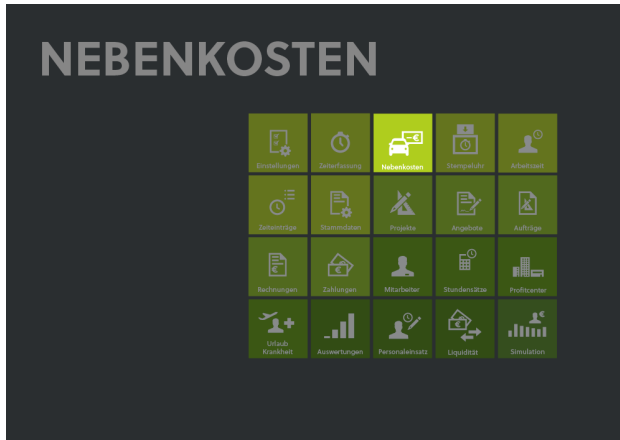 NEBENKOSTEN
Einstellungen Zeiterfassung Nebenkosten Stempeluhr Arbeitszeit
Zeiteinträge Stammdaten Projekte Angebote Aufträge
Rechnungen Zahlungen Mitarbeiter Stundensätze Profitcenter
Urlaub
Krankheit Auswertungen Personaleinsatz Liquidität Simulation